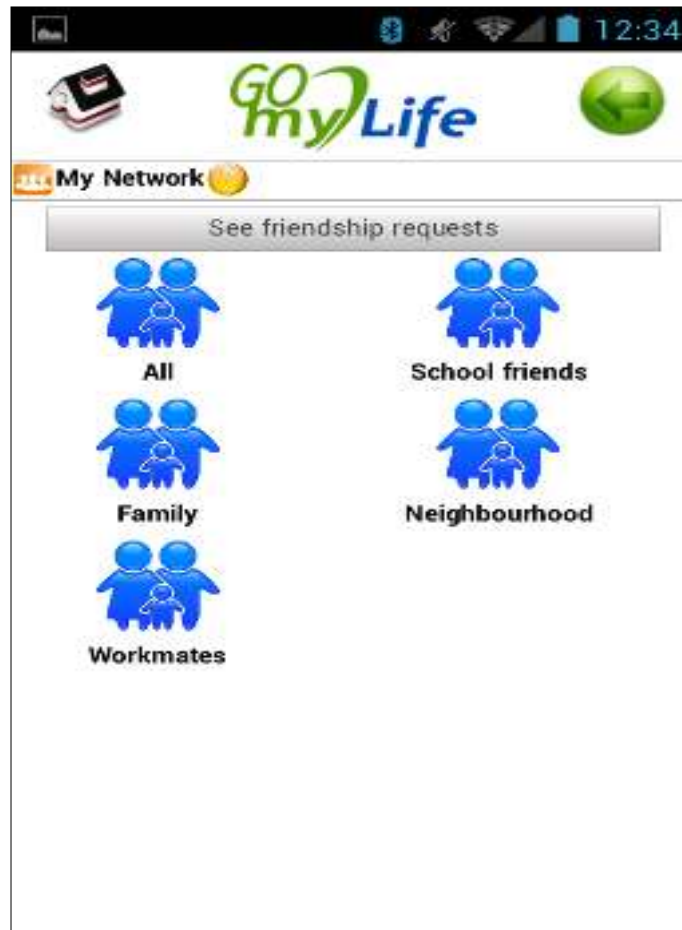 12:34
GO
my Life
My Network
See friendship requests
All School friends
Family Neighbourhood
Workmates